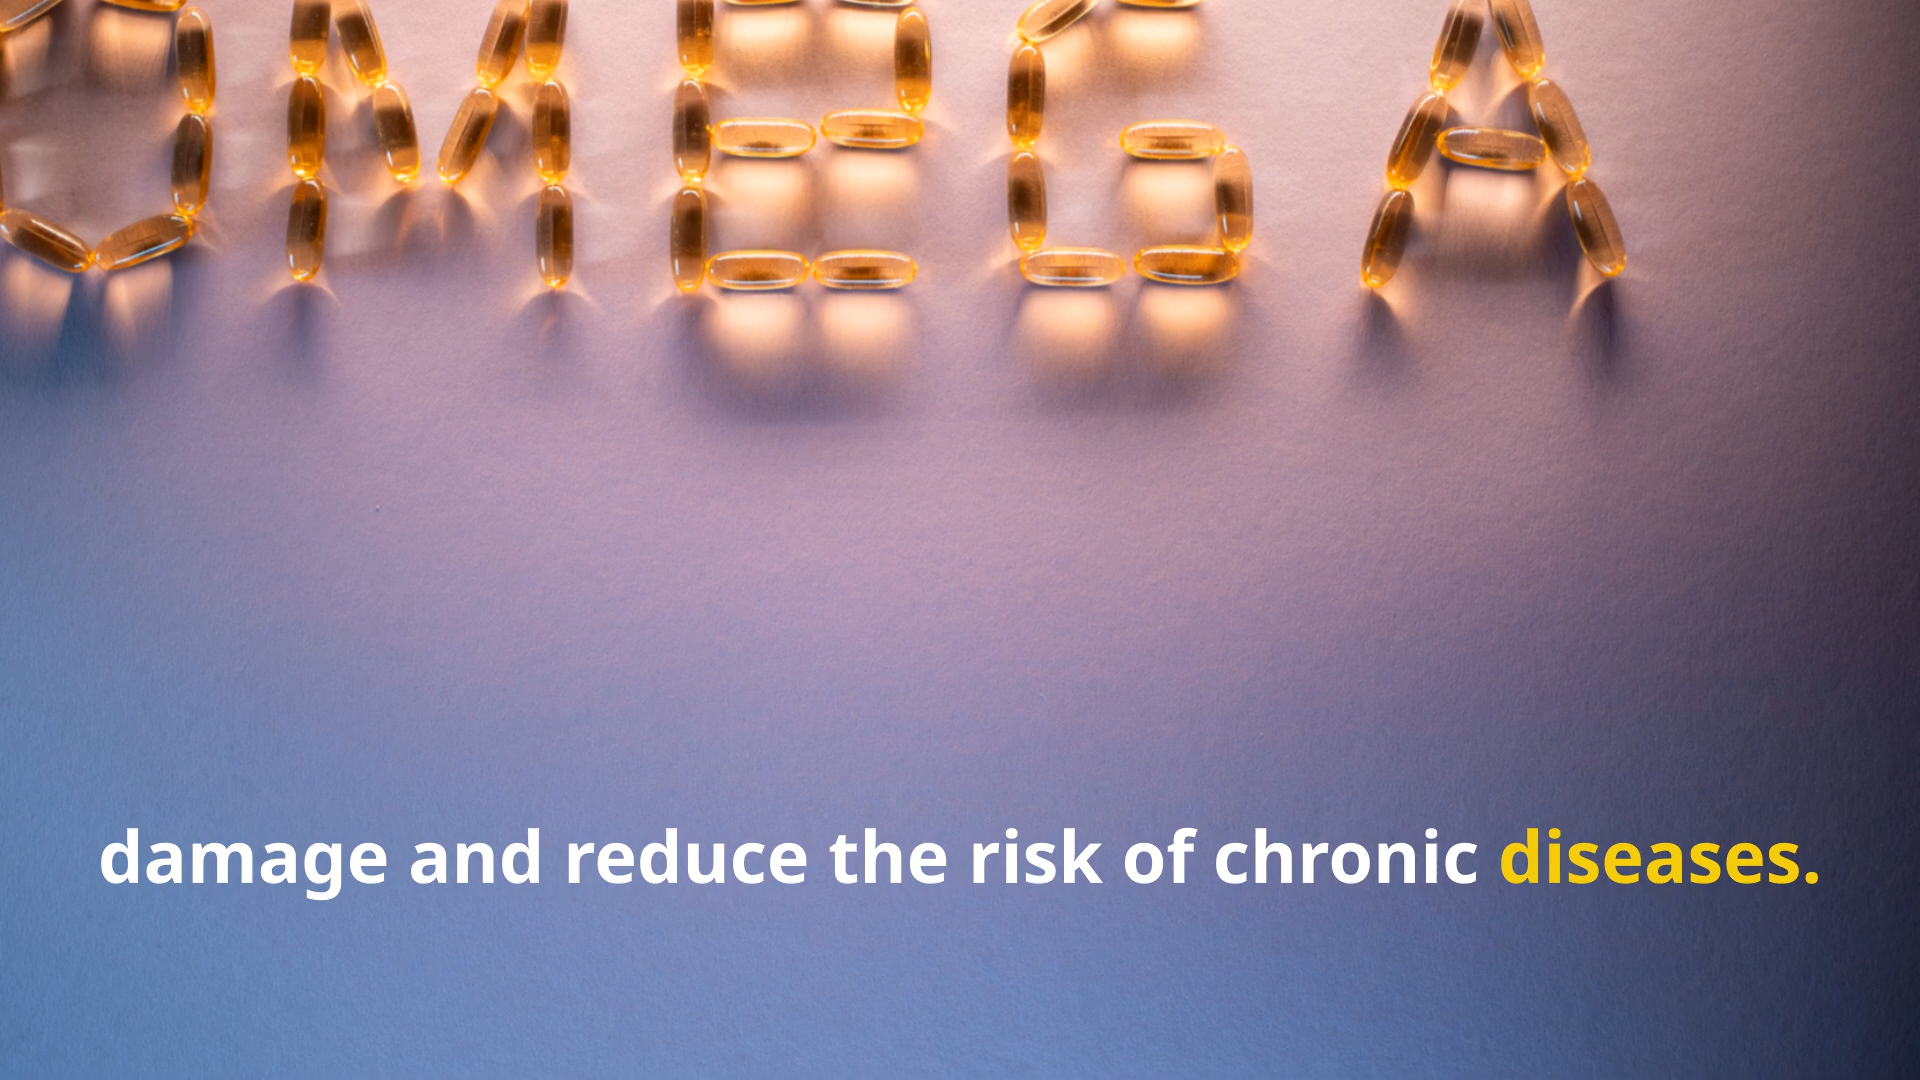 OMEGA
damage and reduce the risk of chronic diseases.